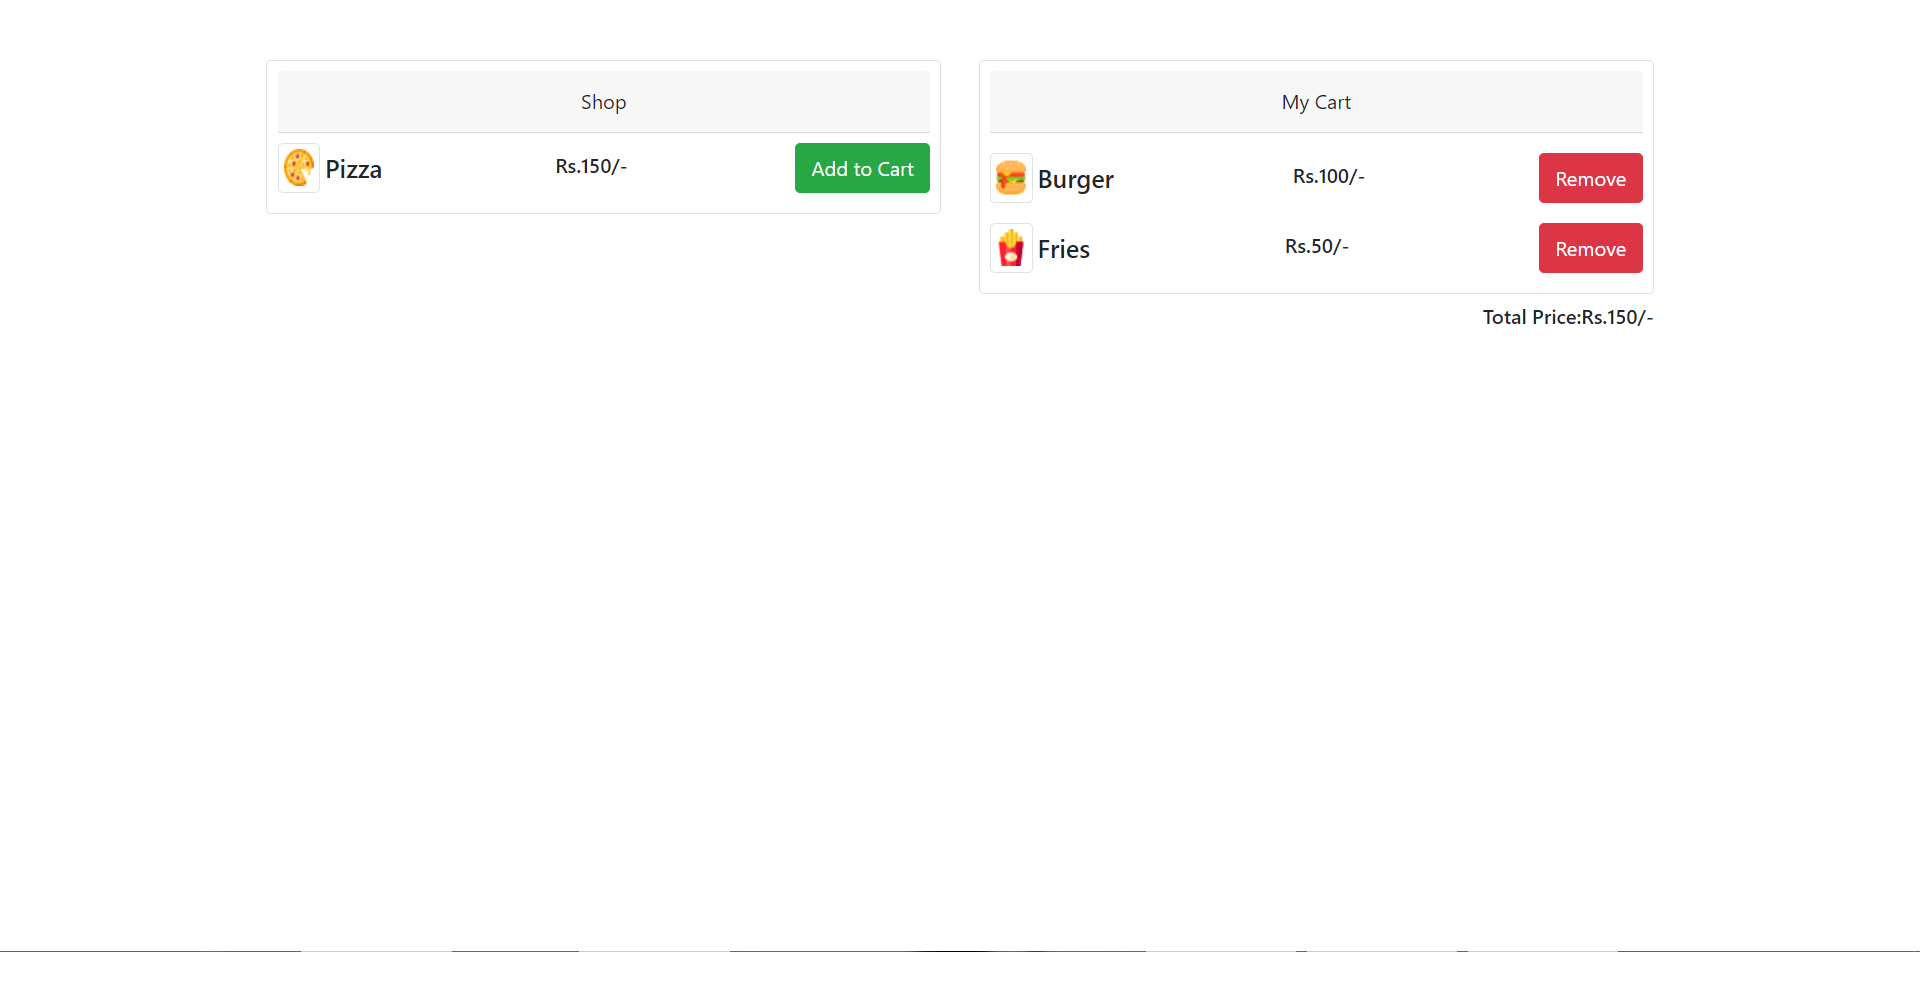 Shop
Pizza Rs.150/- Add to Cart
My Cart
Burger Rs.100/- Remove
Fries Rs.50/- Remove
Total Price:Rs.150/-